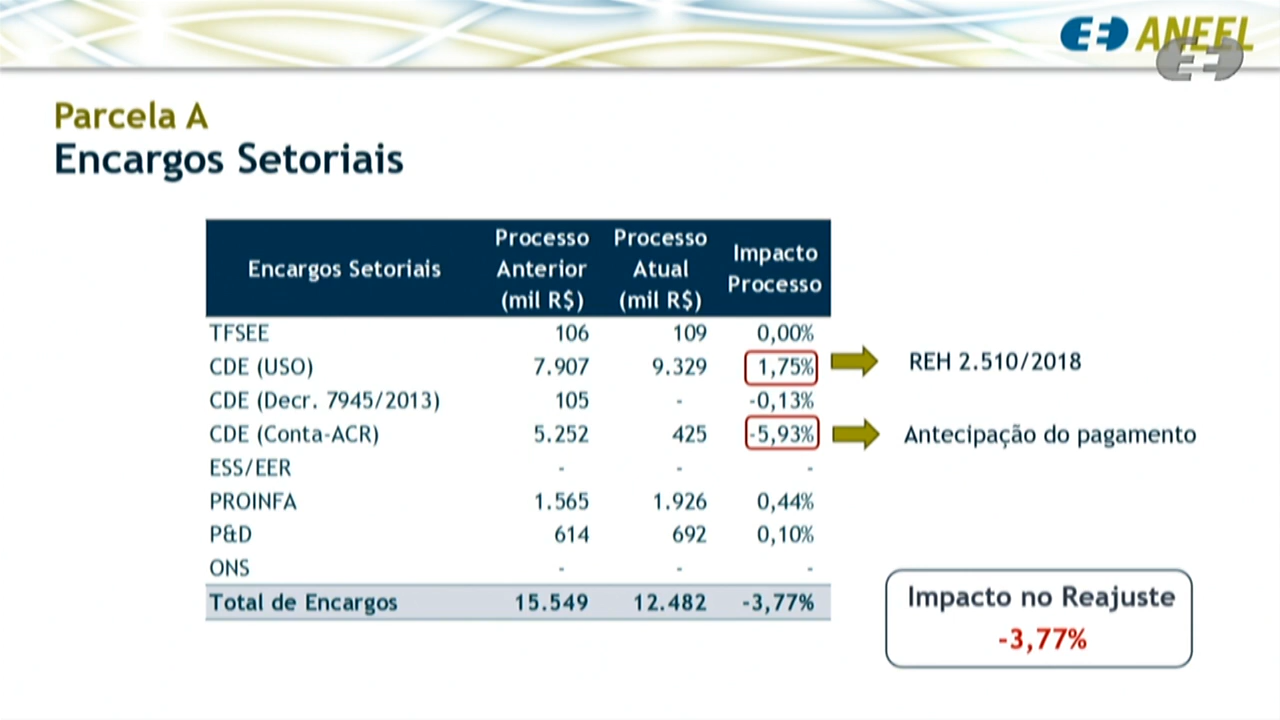 ANEEL
Parcela A
Encargos Setoriais
Encargos Setoriais Processo Anterior (mil R$) Processo Atual (mil R$) Impacto Processo
TFSEE 106 109 0,00%
CDE (USO) 7.907 9.329 1,75% REH 2.510/2018
CDE (Decr. 7945/2013) 105 - -0,13%
CDE (Conta-ACR) 5.252 425 -5,93% Antecipação do pagamento
ESS/EER - - -
PROINFA 1.565 1.926 0,44%
P&D 614 692 0,10%
ONS - - -
Total de Encargos 15.549 12.482 -3,77%
Impacto no Reajuste
-3,77%